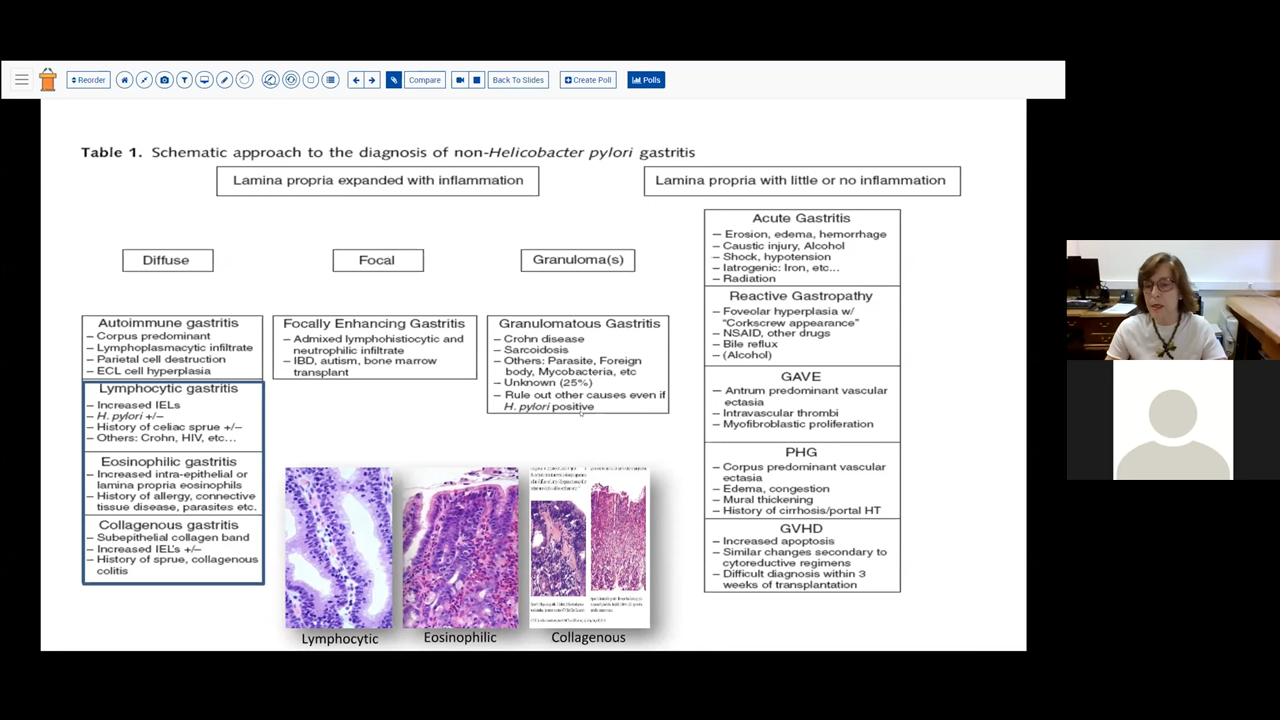 Reorder
Compare
Back To Slides
Create Poll
Polls
Table 1. Schematic approach to the diagnosis of non-Helicobacter pylori gastritis
Lamina propria expanded with inflammation
Lamina propria with little or no inflammation
Diffuse
Focal
Granuloma(s)
Autoimmune gastritis
– Corpus predominant
– Lymphoplasmacytic infiltrate
– Parietal cell destruction
– ECL cell hyperplasia
Lymphocytic gastritis
– Increased IELs
– H. pylori +/–
– History of celiac sprue +/–
– Others: Crohn, HIV, etc...
Eosinophilic gastritis
– Increased intra-epithelial or
lamina propria eosinophils
– History of allergy, connective
tissue disease, parasites etc.
Collagenous gastritis
– Subepithelial collagen band
– Increased IEL's +/–
– History of sprue, collagenous
colitis
Focally Enhancing Gastritis
– Admixed lymphohistiocytic and
neutrophilic infiltrate
– IBD, autism, bone marrow
transplant
Granulomatous Gastritis
– Crohn disease
– Sarcoidosis
– Others: Parasite, Foreign
body, Mycobacteria, etc
– Unknown (25%)
– Rule out other causes even if
H. pylori positive
Acute Gastritis
– Erosion, edema, hemorrhage
– Caustic injury, Alcohol
– Shock, hypotension
– Iatrogenic: Iron, etc...
– Radiation
Reactive Gastropathy
– Foveolar hyperplasia w/
"Corkscrew appearance"
– NSAID, other drugs
– Bile reflux
– (Alcohol)
GAVE
– Antrum predominant vascular
ectasia
– Intravascular thrombi
– Myofibroblastic proliferation
PHG
– Corpus predominant vascular
ectasia
– Edema, congestion
– Mural thickening
– History of cirrhosis/portal HT
GVHD
– Increased apoptosis
– Similar changes secondary to
cytoreductive regimens
– Difficult diagnosis within 3
weeks of transplantation
Lymphocytic
Eosinophilic
Collagenous